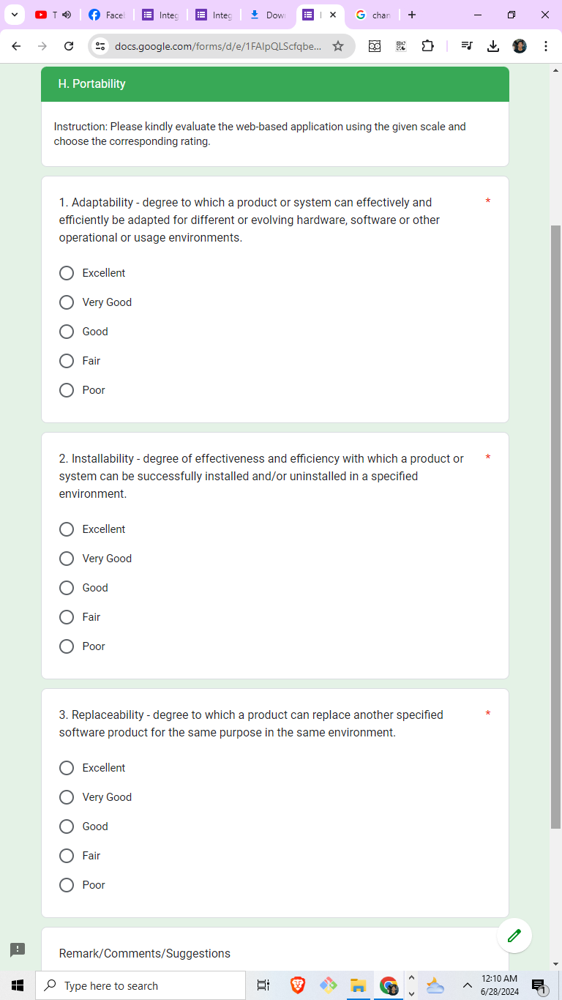 T
Facel
Integ
Integ
Dow
chan
docs.google.com/forms/d/e/1FAIpQLScfqbe...
H. Portability
Instruction: Please kindly evaluate the web-based application using the given scale and
choose the corresponding rating.
1. Adaptability - degree to which a product or system can effectively and
efficiently be adapted for different or evolving hardware, software or other
operational or usage environments.
*
Excellent
Very Good
Good
Fair
Poor
2. Installability - degree of effectiveness and efficiency with which a product or
system can be successfully installed and/or uninstalled in a specified
environment.
*
Excellent
Very Good
Good
Fair
Poor
3. Replaceability - degree to which a product can replace another specified
software product for the same purpose in the same environment.
*
Excellent
Very Good
Good
Fair
Poor
Remark/Comments/Suggestions
Type here to search
12:10 AM
6/28/2024
1